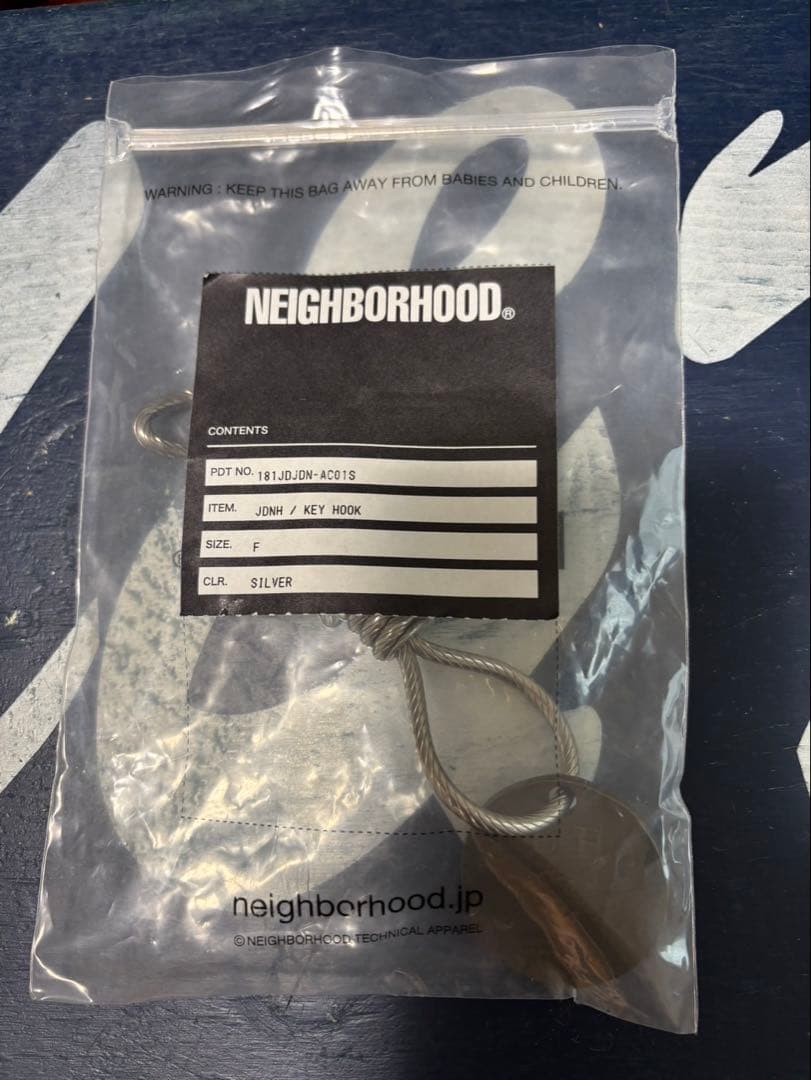 WARNING : KEEP THIS BAG AWAY FROM BABIES AND CHILDREN.
NEIGHBORHOOD®
CONTENTS
PDT NO. 181JDJDN-AC01S
ITEM. JDNH / KEY HOOK
SIZE. F
CLR. SILVER
neighborhood.jp
©NEIGHBORHOOD TECHNICAL APPAREL